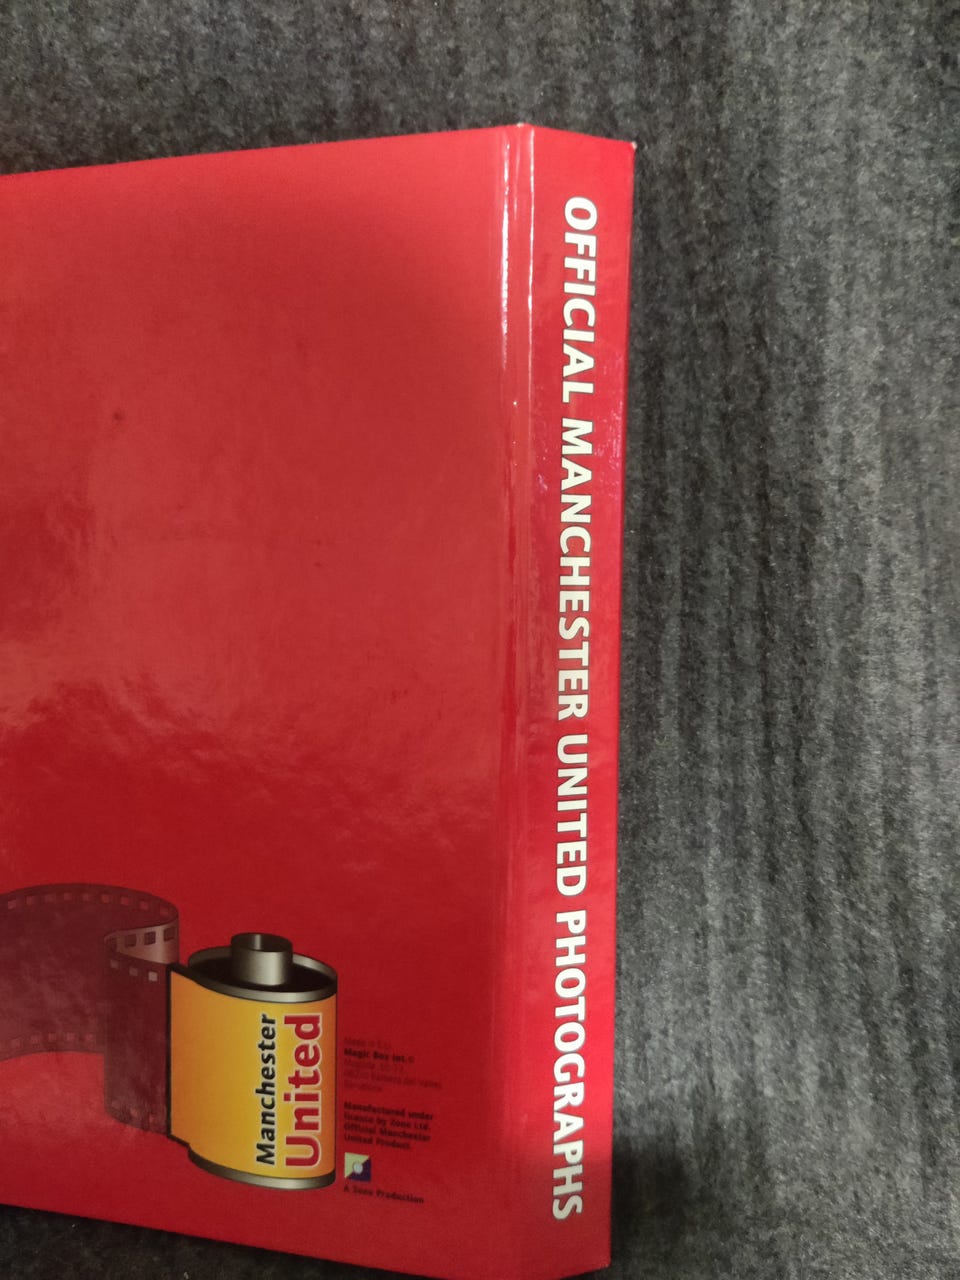 OFFICIAL MANCHESTER UNITED PHOTOGRAPHS
Manchester
United
Magic Box Int.©
Barcelona
Manufactured under
licence by Zone Ltd.
Official Manchester
United Product.
A Zone Production